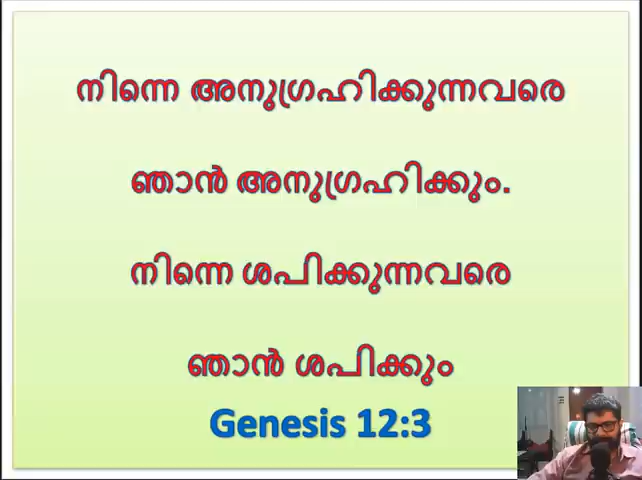 നിന്നെ അനുഗ്രഹിക്കുന്നവരെ
ഞാൻ അനുഗ്രഹിക്കും.
നിന്നെ ശപിക്കുന്നവരെ
ഞാൻ ശപിക്കും
Genesis 12:3